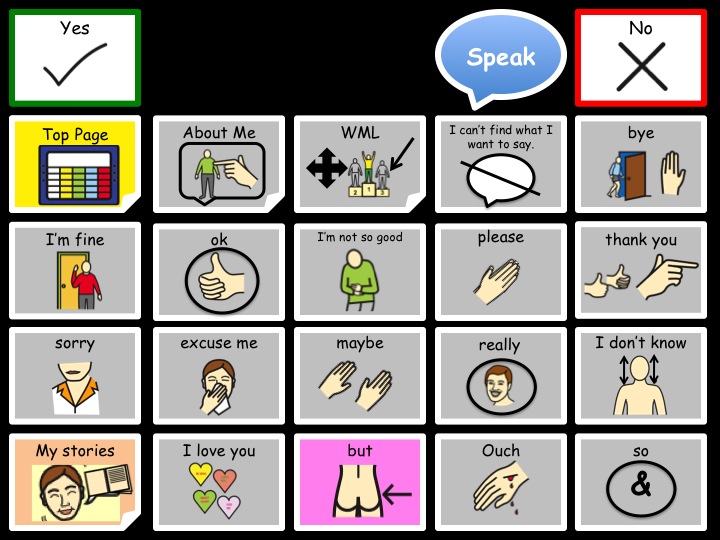 Yes
Speak
No
Top Page
About Me
WML
2 1 3
I can't find what I
want to say.
bye
I'm fine
ok
I'm not so good
please
thank you
sorry
excuse me
maybe
really
I don't know
My stories
I love you
but
Ouch
so
&